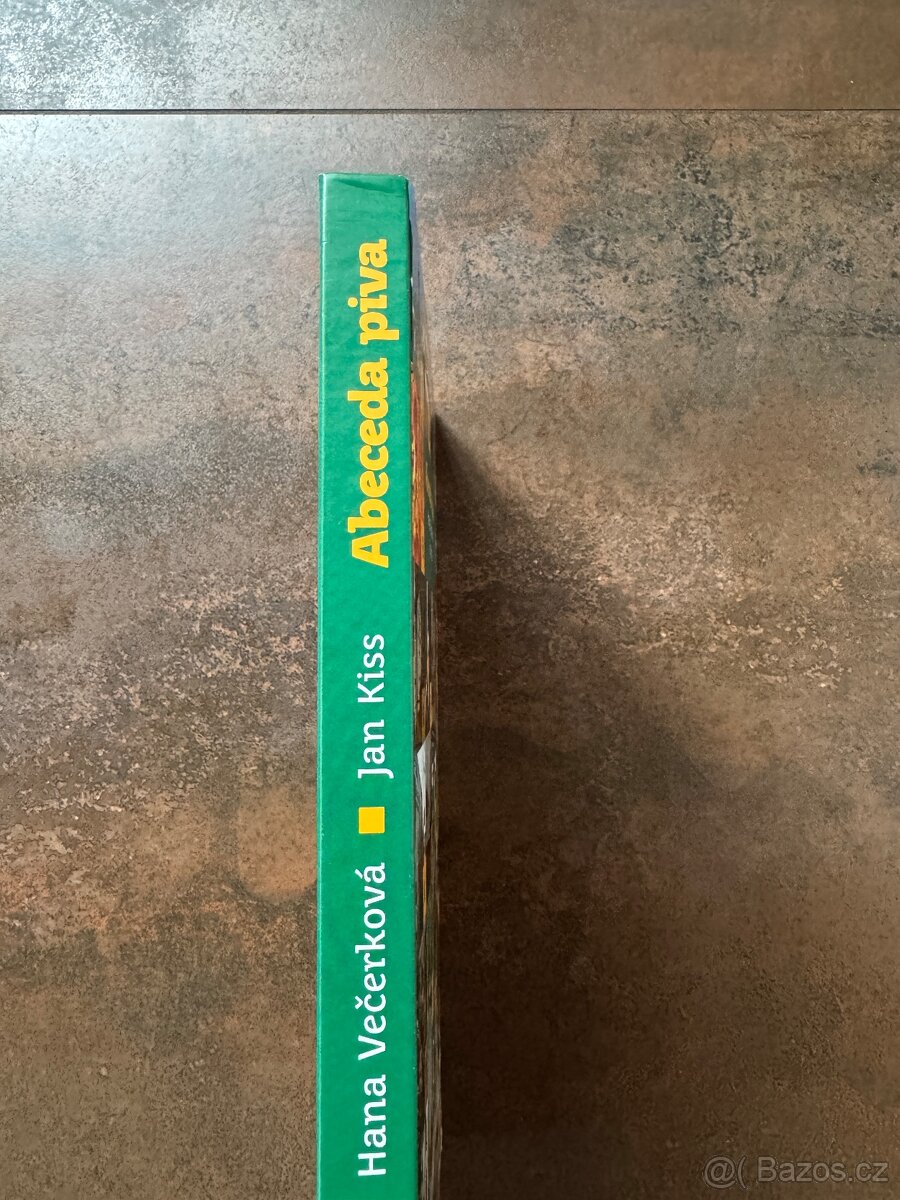 Hana Večerková ■ Jan Kiss Abeceda piva
@( Bazos.cz